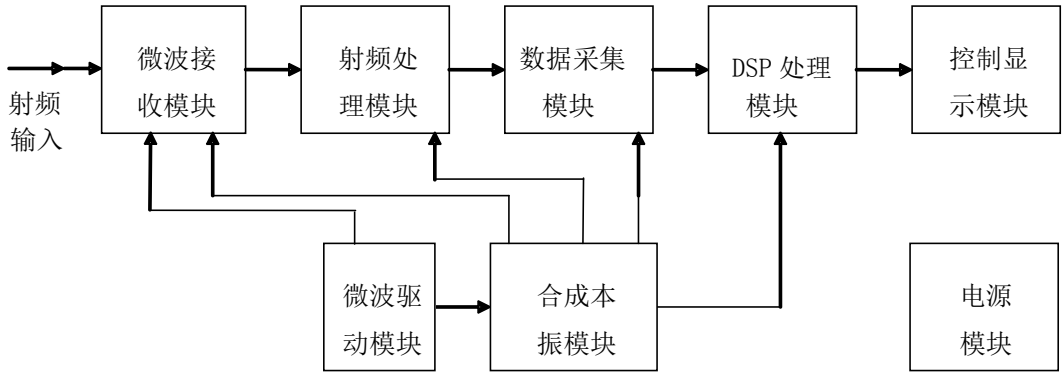 微波接
收模块
射频处
理模块
数据采集
模块
DSP 处理
模块
控制显
示模块
射频
输入
微波驱
动模块
合成本
振模块
电源
模块